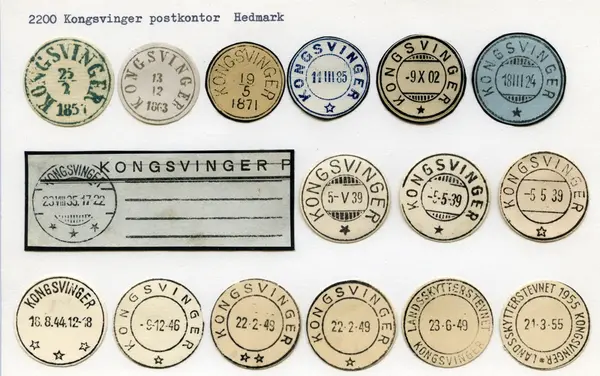 2200 Kongsvinger postkontor Hedmark
KONGSVINGER
25
2
185
KONGSVINGER
13
12
1863
KONGSVINGER
19
5
1871
KONGSVINGER
11 III 85
KONGSVINGER
-9 X 02
KONGSVINGER
18 III 24
KONGSVINGER P
KONGSVINGER
23 VIII 35. 17-22
KONGSVINGER
5-V 39
KONGSVINGER
-5-5-39
KONGSVINGER
-5 5 39
KONGSVINGER
16.8.44.12-18
KONGSVINGER
-9-12-46
KONGSVINGER
22-2-49
KONGSVINGER
22-2-49
LANDSSKYTTERSTEVNET
23-6-49
KONGSVINGER
LANDSSKYTTERSTEVNET 1955 KONGSVINGER
21-3-55